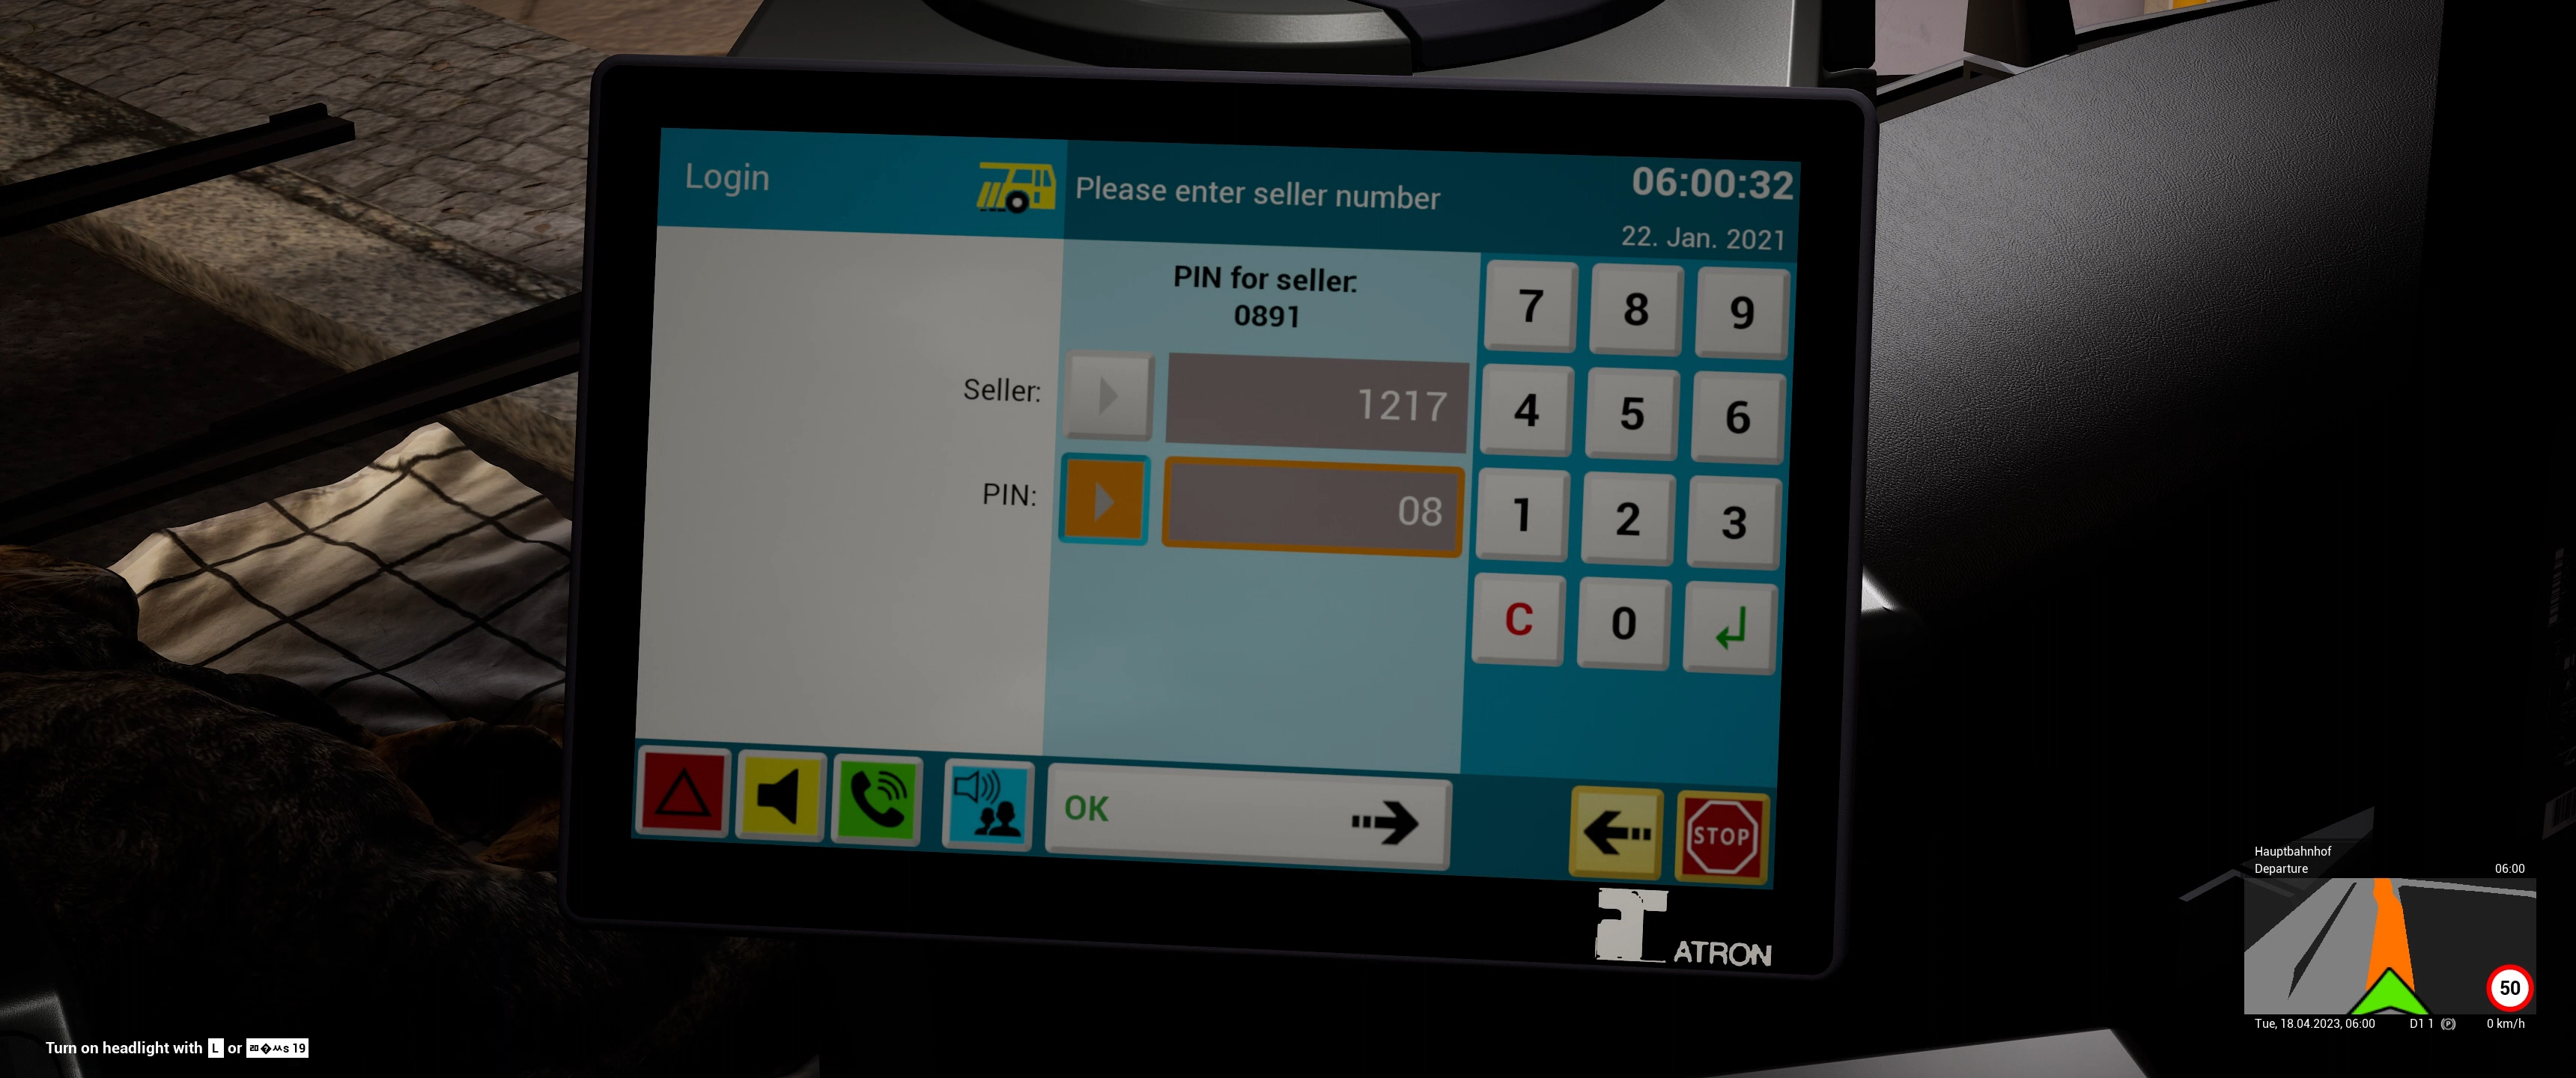 Login
Please enter seller number
06:00:32
22. Jan. 2021
PIN for seller:
0891
Seller:
1217
PIN:
08
7 8 9
4 5 6
1 2 3
C 0
OK
STOP
ATRON
Hauptbahnhof
Departure 06:00
50
Tue, 18.04.2023, 06:00 D1 1 (P) 0 km/h
Turn on headlight with L or s 19